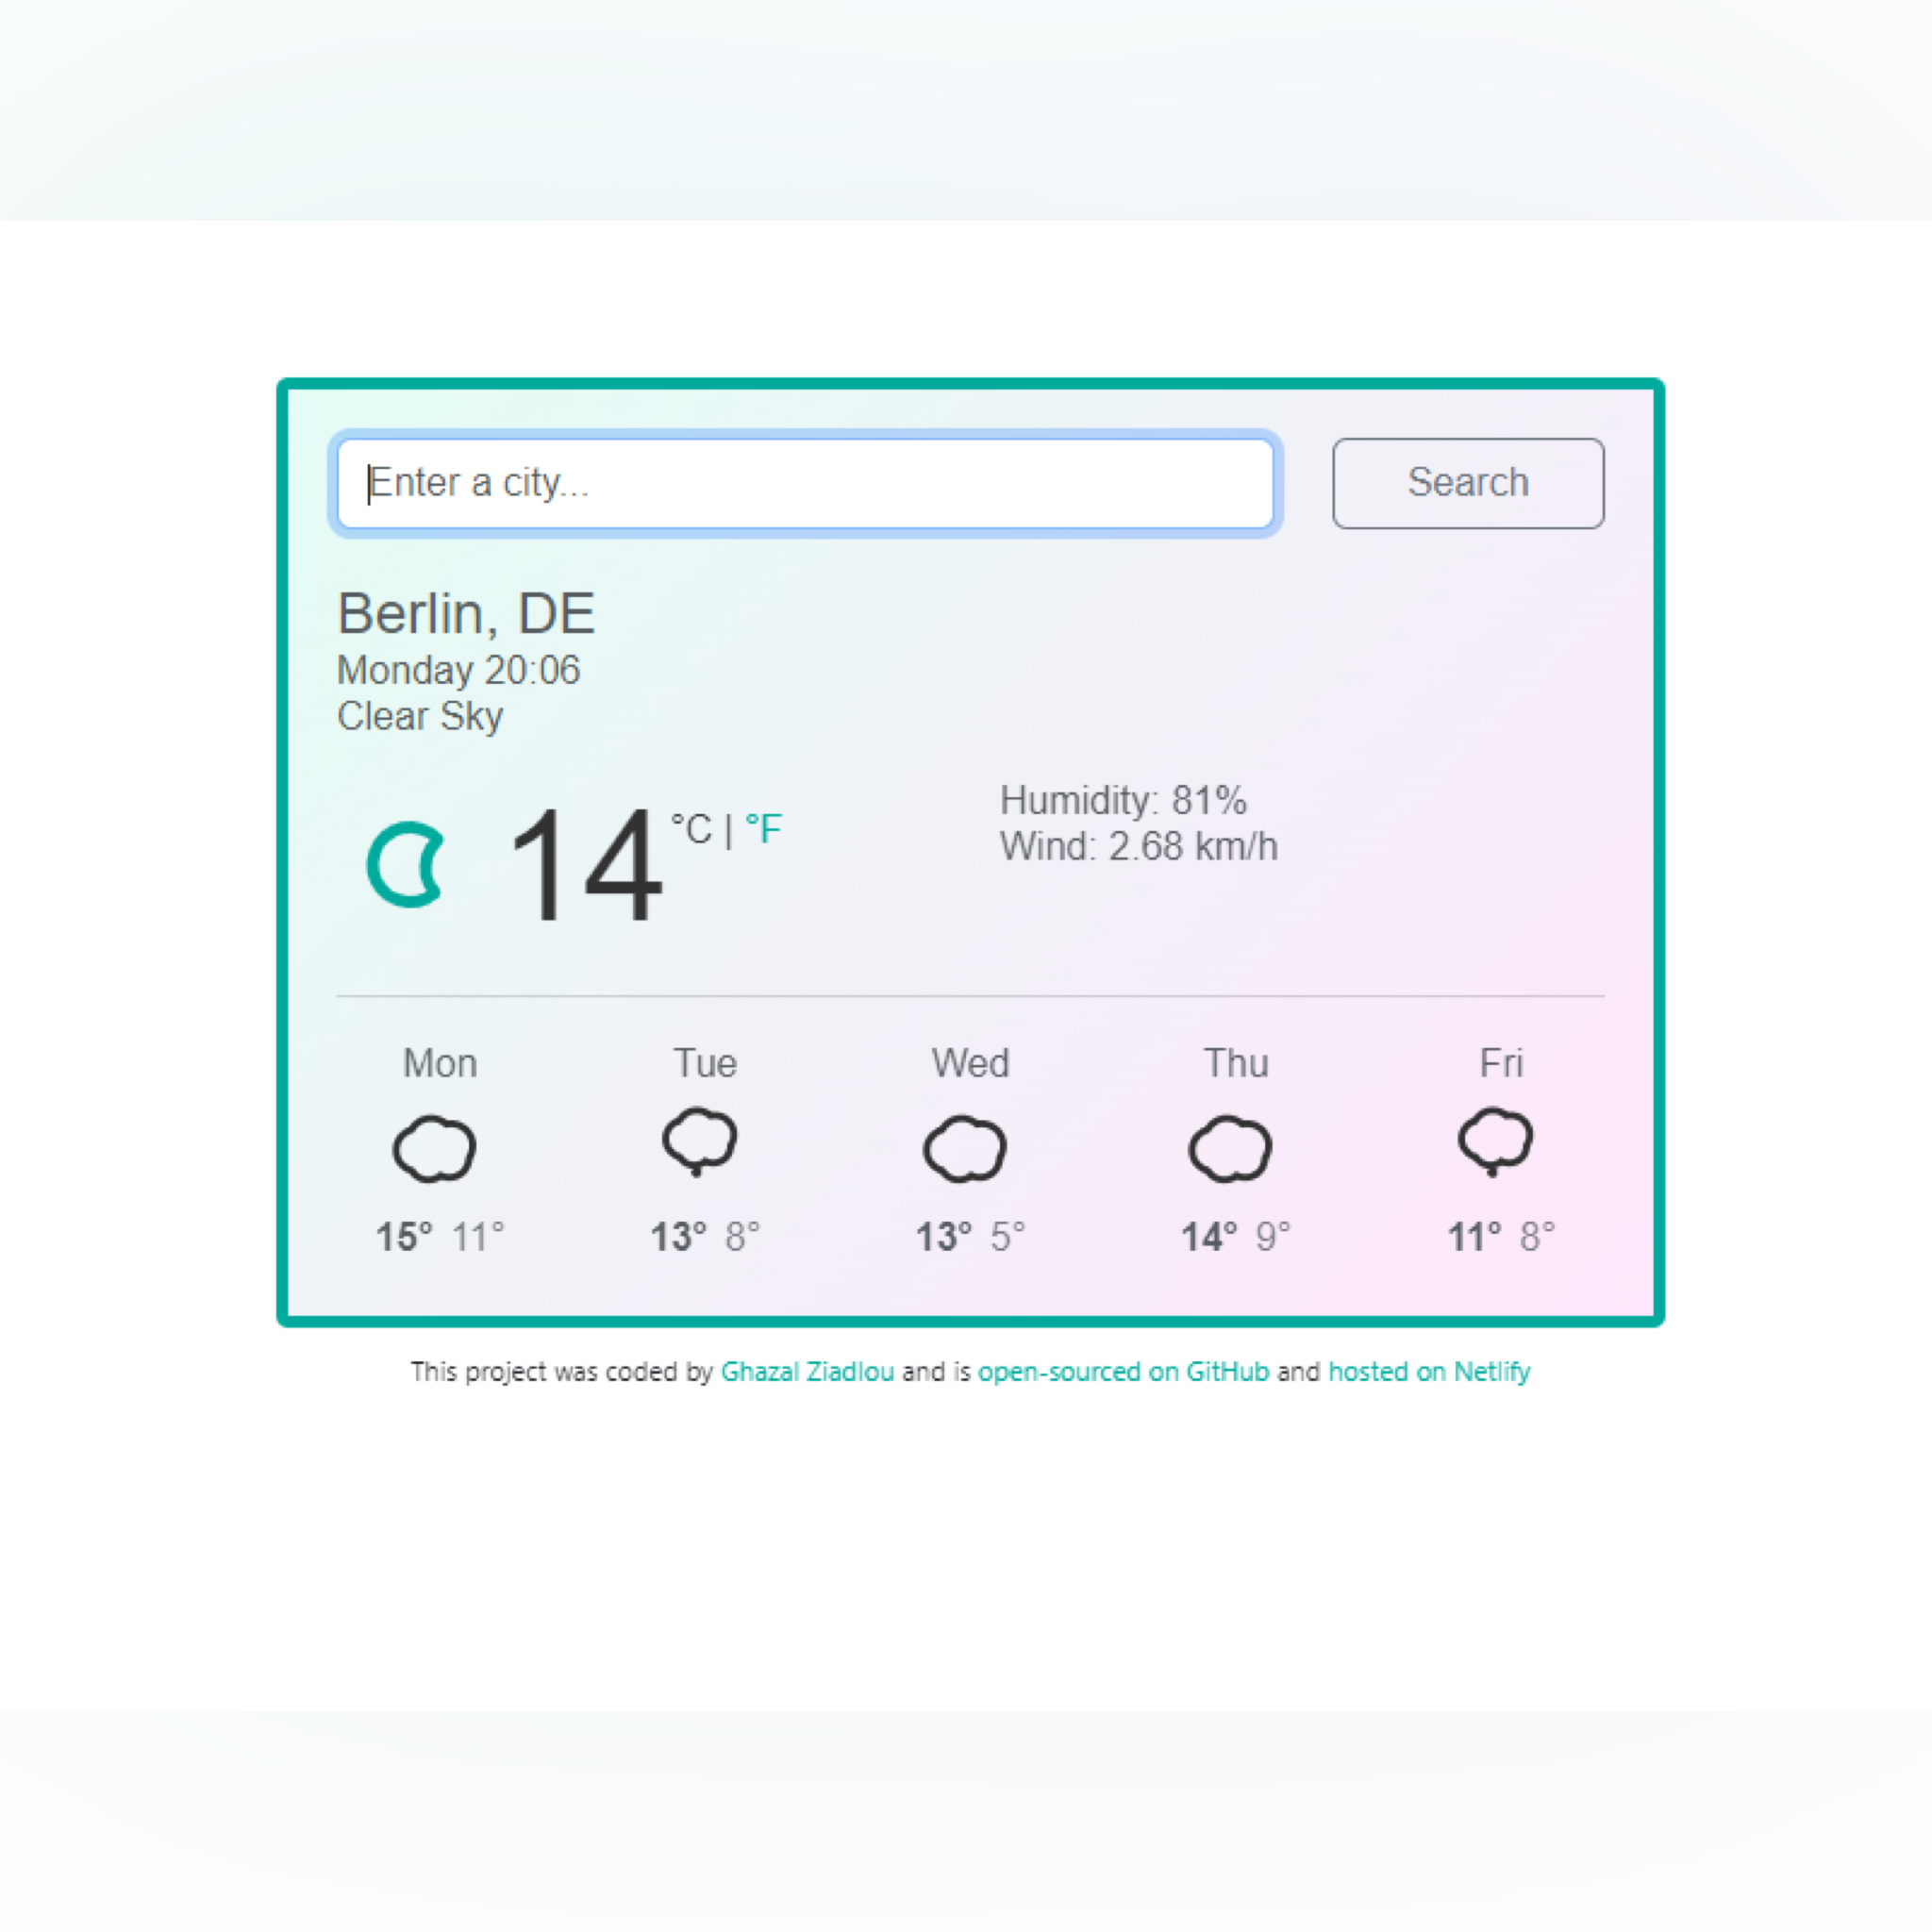 Enter a city...
Search
Berlin, DE
Monday 20:06
Clear Sky
14 °C | °F
Humidity: 81%
Wind: 2.68 km/h
Mon Tue Wed Thu Fri
15° 11° 13° 8° 13° 5° 14° 9° 11° 8°
This project was coded by Ghazal Ziadlou and is open-sourced on GitHub and hosted on Netlify